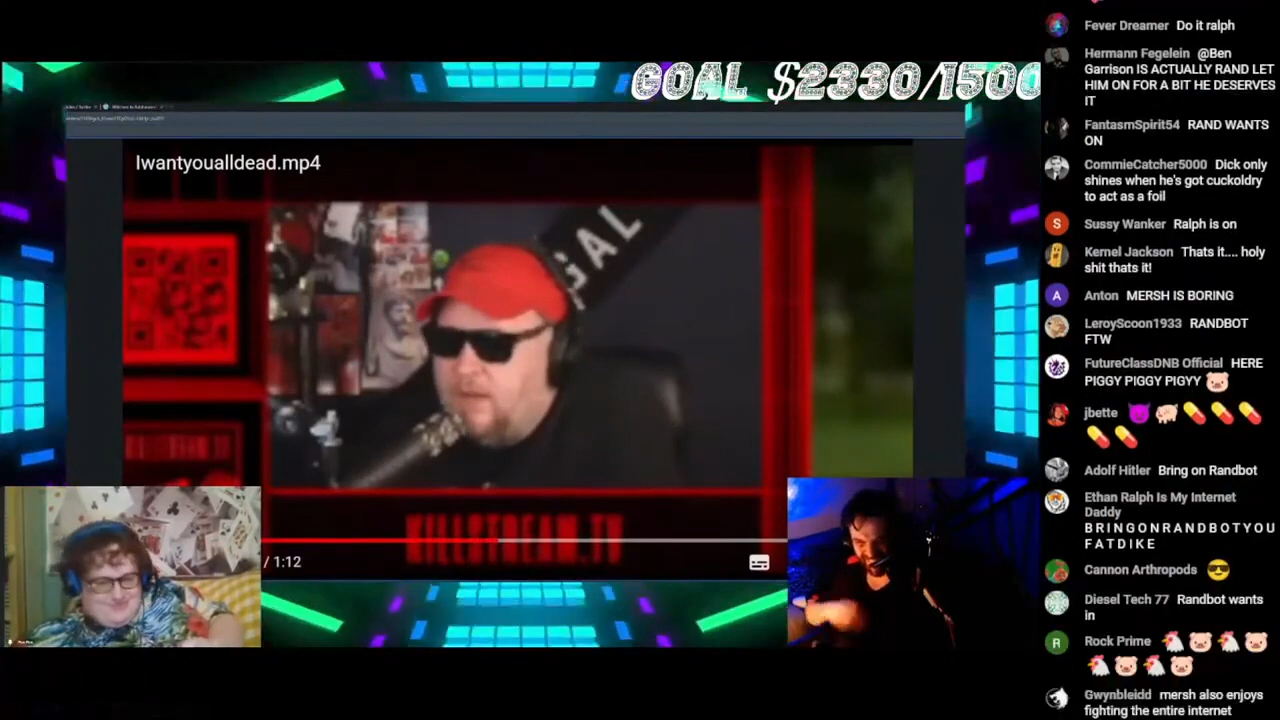 GOAL $2330/1500
Iwantyoualldead.mp4
GAL
KILLSTREAM.TV
/ 1:12
Fever Dreamer Do it ralph
Hermann Fegelein @Ben
Garrison IS ACTUALLY RAND LET
HIM ON FOR A BIT HE DESERVES
IT
FantasmSpirit54 RAND WANTS
ON
CommieCatcher5000 Dick only
shines when he's got cuckoldry
to act as a foil
S
Sussy Wanker Ralph is on
Kernel Jackson Thats it.... holy
shit thats it!
A
Anton MERSH IS BORING
LeroyScoon1933 RANDBOT
FTW
FutureClassDNB Official HERE
PIGGY PIGGY PIGYY 🐷
jbette 😈 🐖 💊 💊 💊
💊 💊
Adolf Hitler Bring on Randbot
Ethan Ralph Is My Internet
Daddy
B R I N G O N R A N D B O T Y O U
F A T D I K E
Cannon Arthropods 😎
Diesel Tech 77 Randbot wants
in
R
Rock Prime 🐔 🐷 🐔 🐷
🐔 🐷 🐔 🐷
Gwynbleidd mersh also enjoys
fighting the entire internet